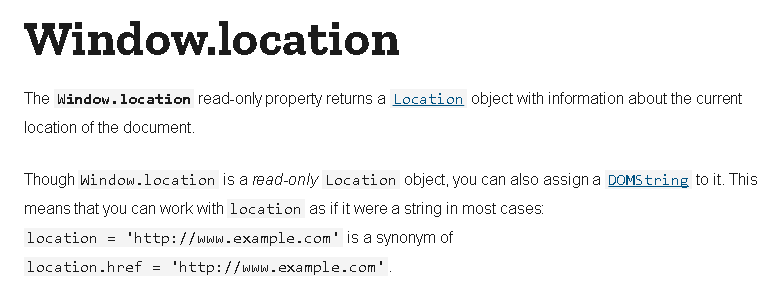 Window.location
The Window.location read-only property returns a Location object with information about the current
location of the document.
Though Window.location is a read-only Location object, you can also assign a DOMString to it. This
means that you can work with location as if it were a string in most cases:
location = 'http://www.example.com' is a synonym of
location.href = 'http://www.example.com'.